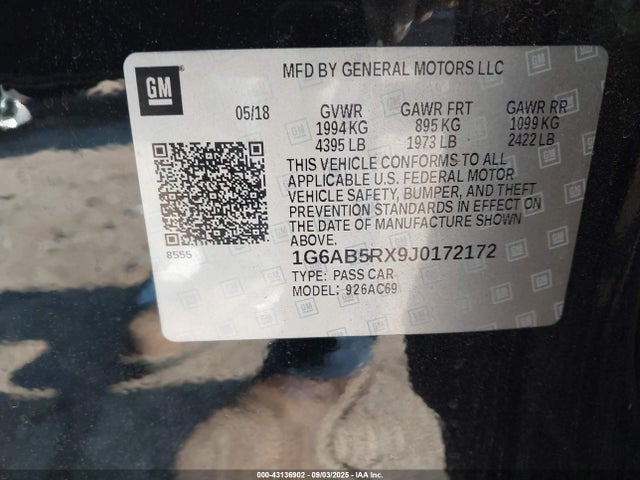 GM
MFD BY GENERAL MOTORS LLC
05/18
GVWR GAWR FRT GAWR RR
1994 KG 895 KG 1099 KG
4395 LB 1973 LB 2422 LB
THIS VEHICLE CONFORMS TO ALL
APPLICABLE U.S. FEDERAL MOTOR
VEHICLE SAFETY, BUMPER, AND THEFT
PREVENTION STANDARDS IN EFFECT ON
THE DATE OF MANUFACTURE SHOWN
ABOVE.
8555
1G6AB5RX9J0172172
TYPE: PASS CAR
MODEL: 926AC69
000-43136902 - 09/03/2025 - IAA Inc.